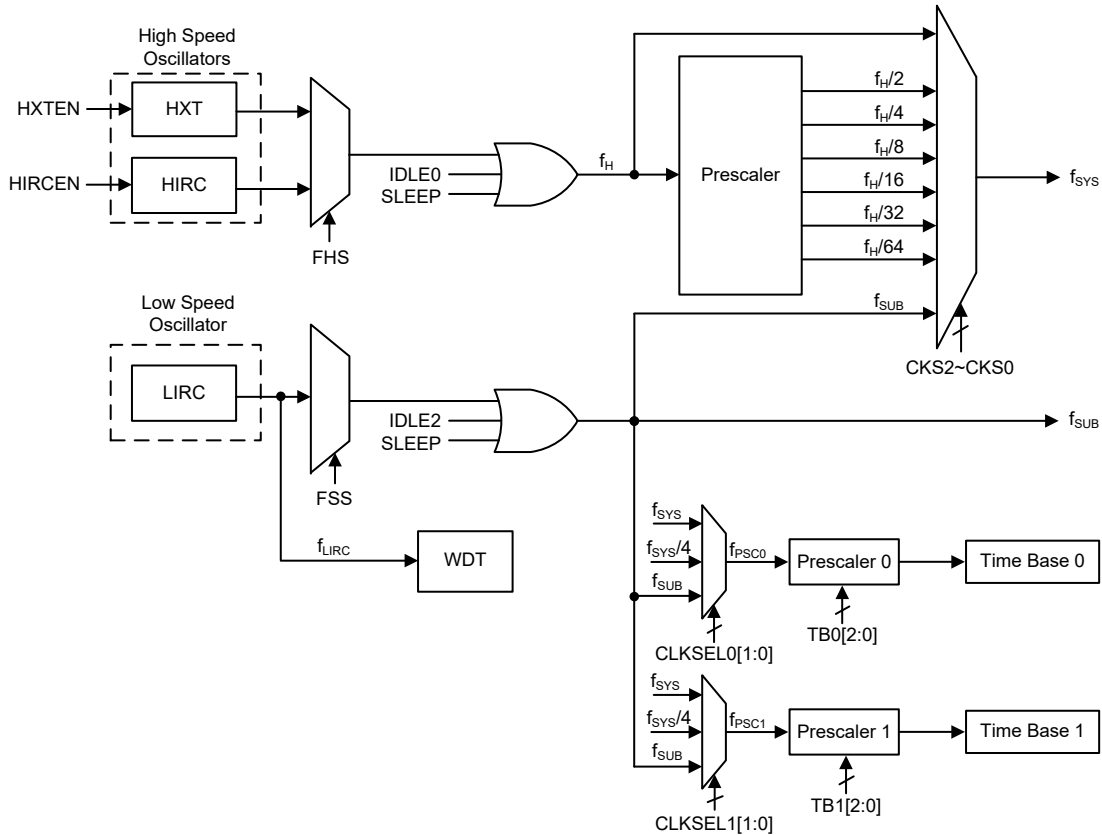 High Speed
Oscillators
HXTEN
HXT
HIRCEN
HIRC
FHS
IDLE0
SLEEP
fH
Prescaler
fH/2
fH/4
fH/8
fH/16
fH/32
fH/64
fSUB
fSYS
CKS2~CKS0
Low Speed
Oscillator
LIRC
FSS
IDLE2
SLEEP
fSUB
fLIRC
WDT
fSYS
fSYS/4
fSUB
fPSC0
Prescaler 0
Time Base 0
TB0[2:0]
CLKSEL0[1:0]
fSYS
fSYS/4
fSUB
fPSC1
Prescaler 1
Time Base 1
TB1[2:0]
CLKSEL1[1:0]